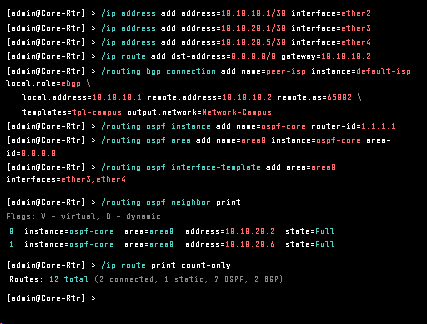 [admin@Core-Rtr] > /ip address add address=10.10.10.1/30 interface=ether2
[admin@Core-Rtr] > /ip address add address=10.10.20.1/30 interface=ether3
[admin@Core-Rtr] > /ip address add address=10.10.20.5/30 interface=ether4
[admin@Core-Rtr] > /ip route add dst-address=0.0.0.0/0 gateway=10.10.10.2
[admin@Core-Rtr] > /routing bgp connection add name=peer-isp instance=default-isp
local.role=ebgp \
local.address=10.10.10.1 remote.address=10.10.10.2 remote.as=65002 \
templates=tpl-campus output.network=Network-Campus
[admin@Core-Rtr] > /routing ospf instance add name=ospf-core router-id=1.1.1.1
[admin@Core-Rtr] > /routing ospf area add name=area0 instance=ospf-core area-
id=0.0.0.0
[admin@Core-Rtr] > /routing ospf interface-template add area=area0
interfaces=ether3,ether4
[admin@Core-Rtr] > /routing ospf neighbor print
Flags: V - virtual, D - dynamic
0 instance=ospf-core area=area0 address=10.10.20.2 state=Full
1 instance=ospf-core area=area0 address=10.10.20.6 state=Full
[admin@Core-Rtr] > /ip route print count-only
Routes: 12 total (2 connected, 1 static, 7 OSPF, 2 BGP)
[admin@Core-Rtr] >